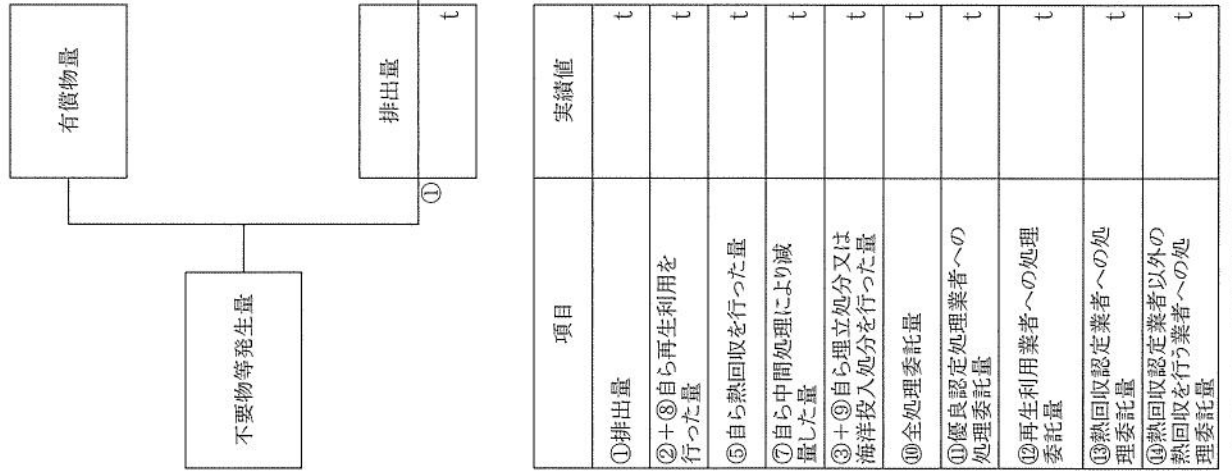 不要物等発生量
有償物量
排出量
①
t
項目
実績値
①排出量
t
②+⑧自ら再生利用を
行った量
t
⑤自ら熱回収を行った量
t
⑦自ら中間処理により減
量した量
t
③+⑨自ら埋立処分又は
海洋投入処分を行った量
t
⑩全処理委託量
t
⑪優良認定処理業者への
処理委託量
t
⑫再生利用業者への処理
委託量
t
⑬熱回収認定業者への処
理委託量
t
⑭熱回収認定業者以外の
熱回収を行う業者への処
理委託量
t